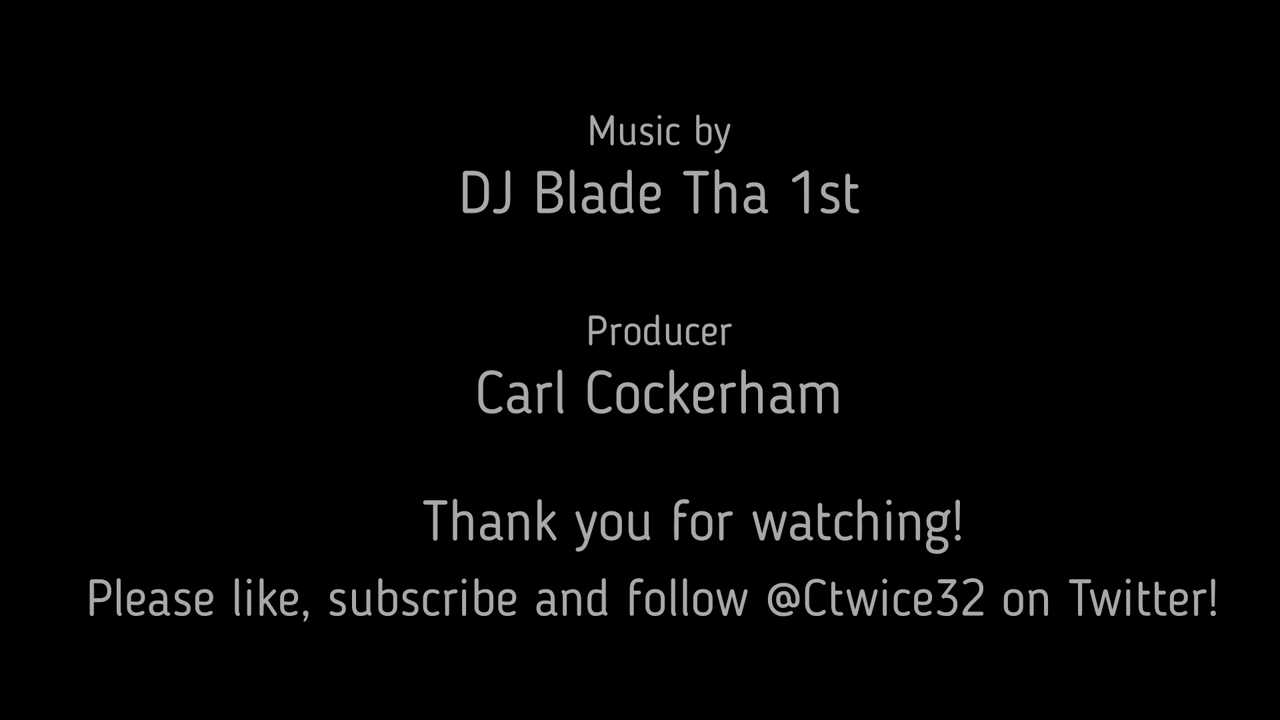 Music by
DJ Blade Tha 1st
Producer
Carl Cockerham
Thank you for watching!
Please like, subscribe and follow @Ctwice32 on Twitter!